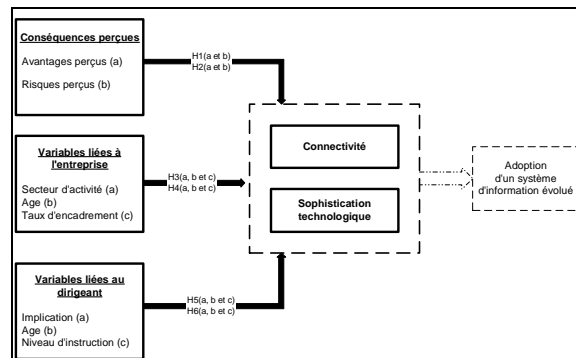 Conséquences perçues
Avantages perçus (a)
Risques perçus (b)
H1(a et b)
H2(a et b)
Variables liées à
l'entreprise
Secteur d'activité (a)
Age (b)
Taux d'encadrement (c)
H3(a, b et c)
H4(a, b et c)
Variables liées au
dirigeant
Implication (a)
Age (b)
Niveau d'instruction (c)
H5(a, b et c)
H6(a, b et c)
Connectivité
Sophistication
technologique
Adoption
d'un système
d'information évolué